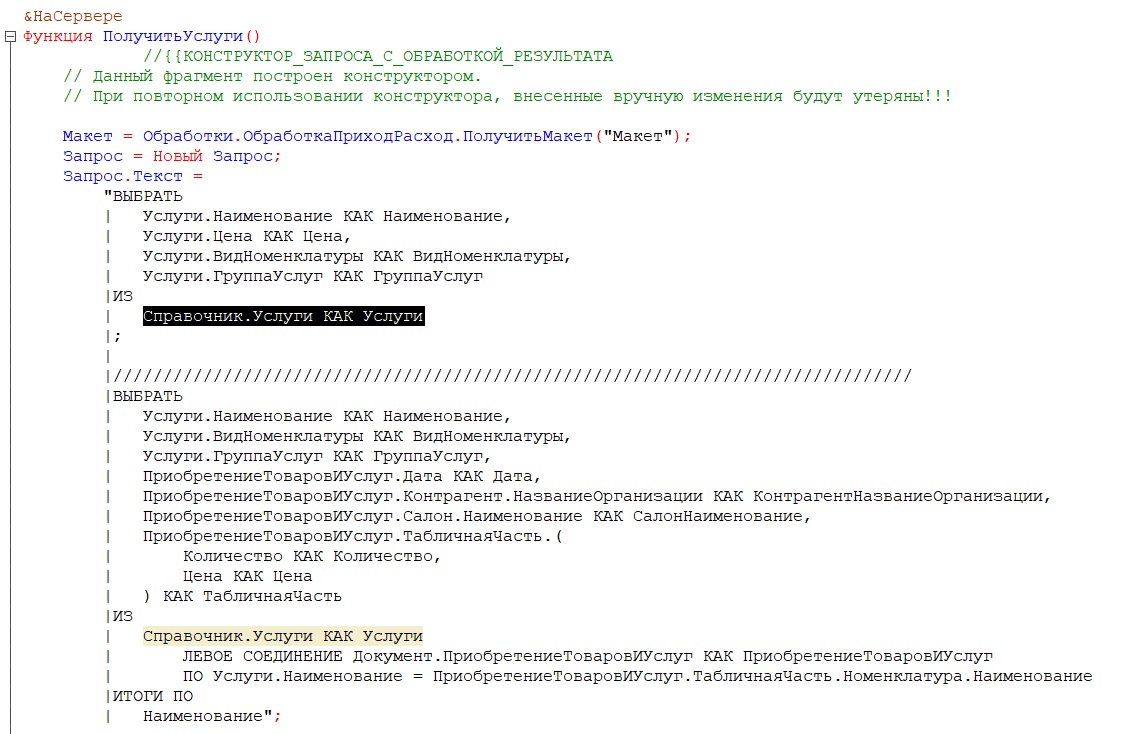 &НаСервере
Функция ПолучитьУслуги()
//{{КОНСТРУКТОР_ЗАПРОСА_С_ОБРАБОТКОЙ_РЕЗУЛЬТАТА
// Данный фрагмент построен конструктором.
// При повторном использовании конструктора, внесенные вручную изменения будут утеряны!!!
Макет = Обработки.ОбработкаПриходРасход.ПолучитьМакет("Макет");
Запрос = Новый Запрос;
Запрос.Текст =
"ВЫБРАТЬ
|   Услуги.Наименование КАК Наименование,
|   Услуги.Цена КАК Цена,
|   Услуги.ВидНоменклатуры КАК ВидНоменклатуры,
|   Услуги.ГруппаУслуг КАК ГруппаУслуг
|ИЗ
|   Справочник.Услуги КАК Услуги
|;
|
|////////////////////////////////////////////////////////////////////////////////
|ВЫБРАТЬ
|   Услуги.Наименование КАК Наименование,
|   Услуги.ВидНоменклатуры КАК ВидНоменклатуры,
|   Услуги.ГруппаУслуг КАК ГруппаУслуг,
|   ПриобретениеТоваровИУслуг.Дата КАК Дата,
|   ПриобретениеТоваровИУслуг.Контрагент.НазваниеОрганизации КАК КонтрагентНазваниеОрганизации,
|   ПриобретениеТоваровИУслуг.Салон.Наименование КАК СалонНаименование,
|   ПриобретениеТоваровИУслуг.ТабличнаяЧасть.(
|       Количество КАК Количество,
|       Цена КАК Цена
|   ) КАК ТабличнаяЧасть
|ИЗ
|   Справочник.Услуги КАК Услуги
|       ЛЕВОЕ СОЕДИНЕНИЕ Документ.ПриобретениеТоваровИУслуг КАК ПриобретениеТоваровИУслуг
|       ПО Услуги.Наименование = ПриобретениеТоваровИУслуг.ТабличнаяЧасть.Номенклатура.Наименование
|ИТОГИ ПО
|   Наименование";